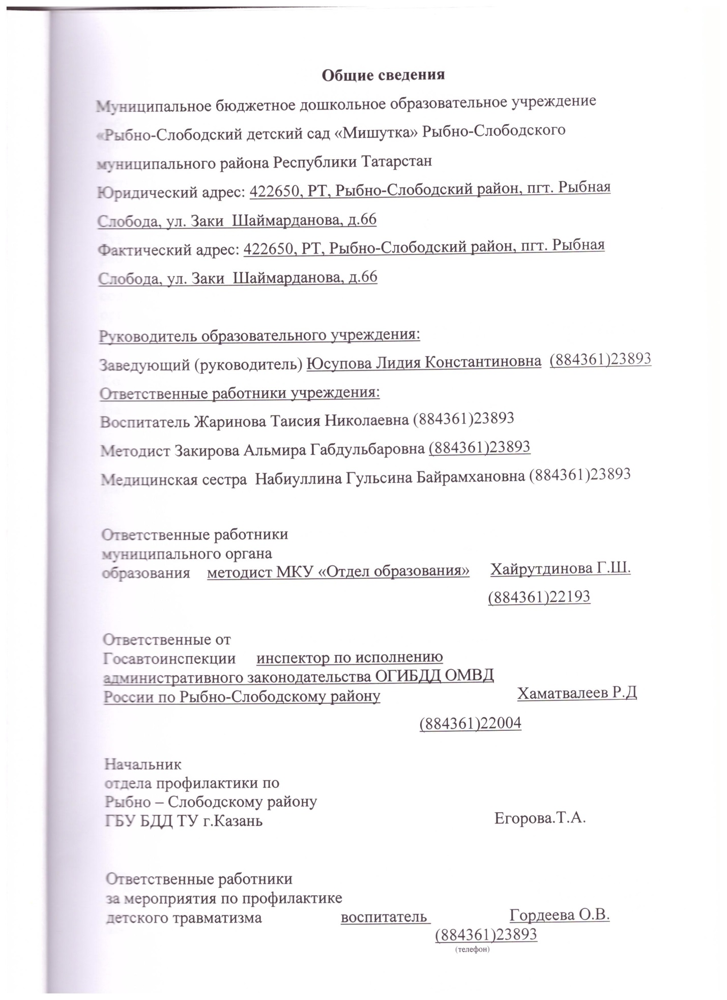 Общие сведения
Муниципальное бюджетное дошкольное образовательное учреждение
«Рыбно-Слободский детский сад «Мишутка» Рыбно-Слободского
муниципального района Республики Татарстан
Юридический адрес: 422650, РТ, Рыбно-Слободский район, пгт. Рыбная
Слобода, ул. Заки  Шаймарданова, д.66
Фактический адрес: 422650, РТ, Рыбно-Слободский район, пгт. Рыбная
Слобода, ул. Заки  Шаймарданова, д.66
Руководитель образовательного учреждения:
Заведующий (руководитель) Юсупова Лидия Константиновна  (884361)23893
Ответственные работники учреждения:
Воспитатель Жаринова Таисия Николаевна (884361)23893
Методист Закирова Альмира Габдульбаровна (884361)23893
Медицинская сестра  Набиуллина Гульсина Байрамхановна (884361)23893
Ответственные работники
муниципального органа
образования методист МКУ «Отдел образования» Хайрутдинова Г.Ш.
(884361)22193
Ответственные от
Госавтоинспекции инспектор по исполнению
административного законодательства ОГИБДД ОМВД
России по Рыбно-Слободскому району Хаматвалеев Р.Д
(884361)22004
Начальник
отдела профилактики по
Рыбно – Слободскому району
ГБУ БДД ТУ г.Казань Егорова.Т.А.
Ответственные работники
за мероприятия по профилактике
детского травматизма воспитатель Гордеева О.В.
(884361)23893
(телефон)